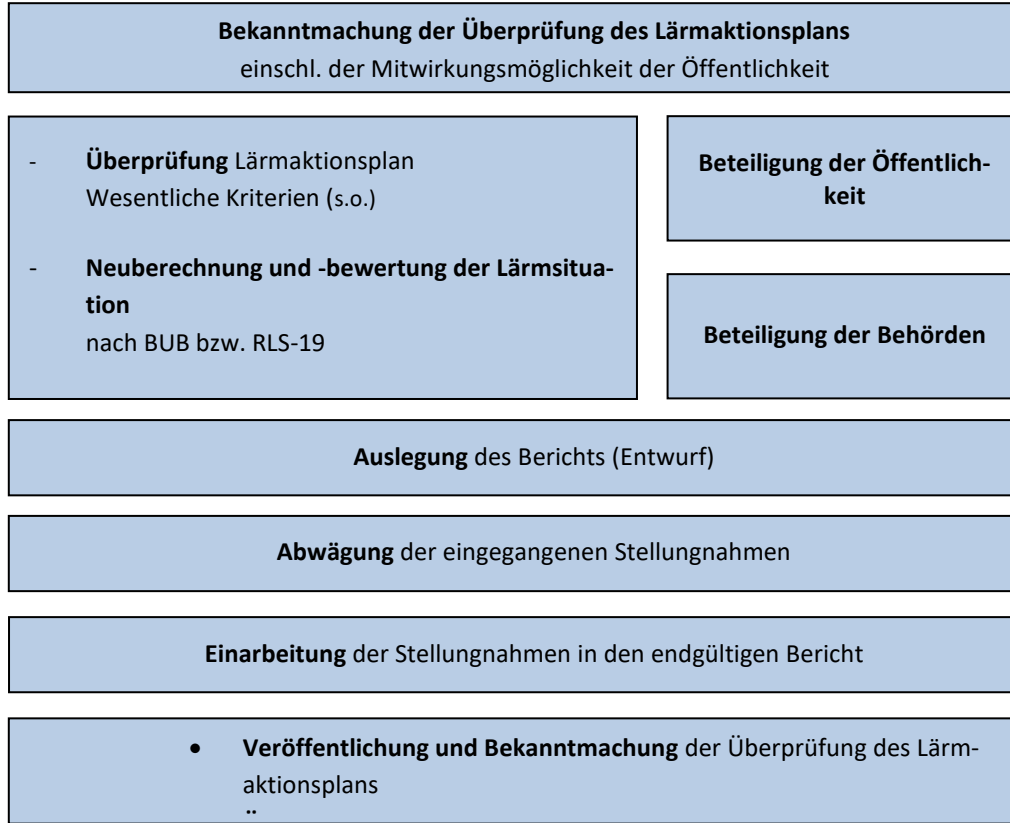 Bekanntmachung der Überprüfung des Lärmaktionsplans
einschl. der Mitwirkungsmöglichkeit der Öffentlichkeit
- Überprüfung Lärmaktionsplan
Wesentliche Kriterien (s.o.)
- Neuberechnung und -bewertung der Lärmsitua-
tion
nach BUB bzw. RLS-19
Beteiligung der Öffentlich-
keit
Beteiligung der Behörden
Auslegung des Berichts (Entwurf)
Abwägung der eingegangenen Stellungnahmen
Einarbeitung der Stellungnahmen in den endgültigen Bericht
• Veröffentlichung und Bekanntmachung der Überprüfung des Lärm-
aktionsplans